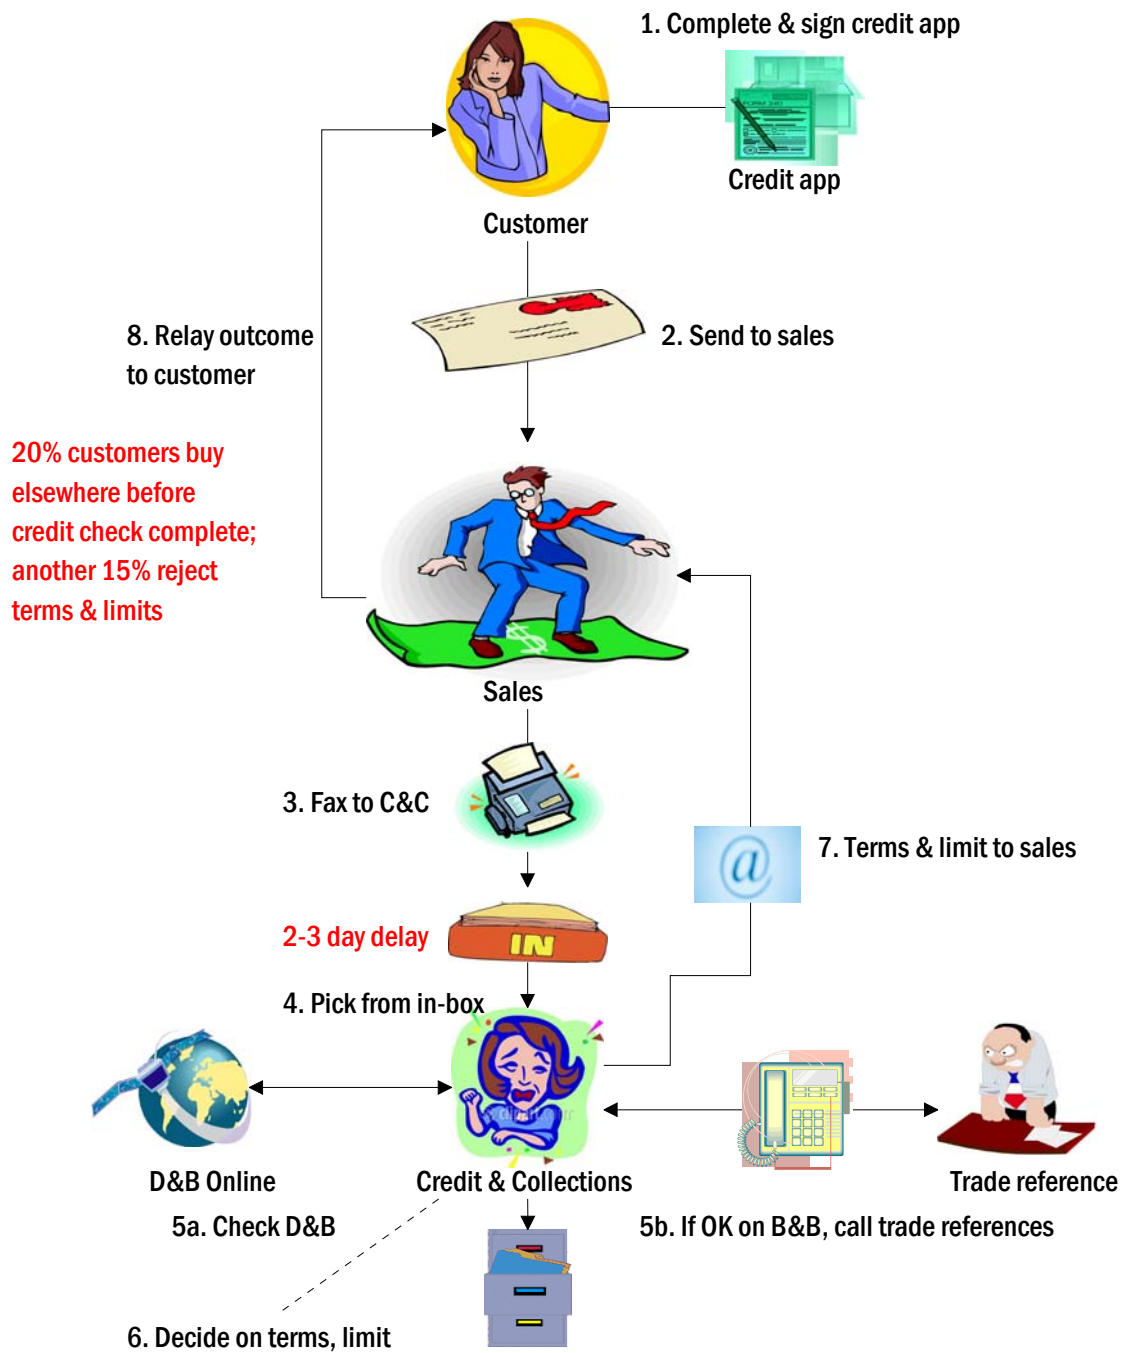 1. Complete & sign credit app
FORM 340
Credit app
Customer
8. Relay outcome
to customer
2. Send to sales
20% customers buy
elsewhere before
credit check complete;
another 15% reject
terms & limits
$
Sales
3. Fax to C&C
@
7. Terms & limit to sales
2-3 day delay
IN
4. Pick from in-box
D&B Online
Credit & Collections
Trade reference
5a. Check D&B
5b. If OK on B&B, call trade references
6. Decide on terms, limit